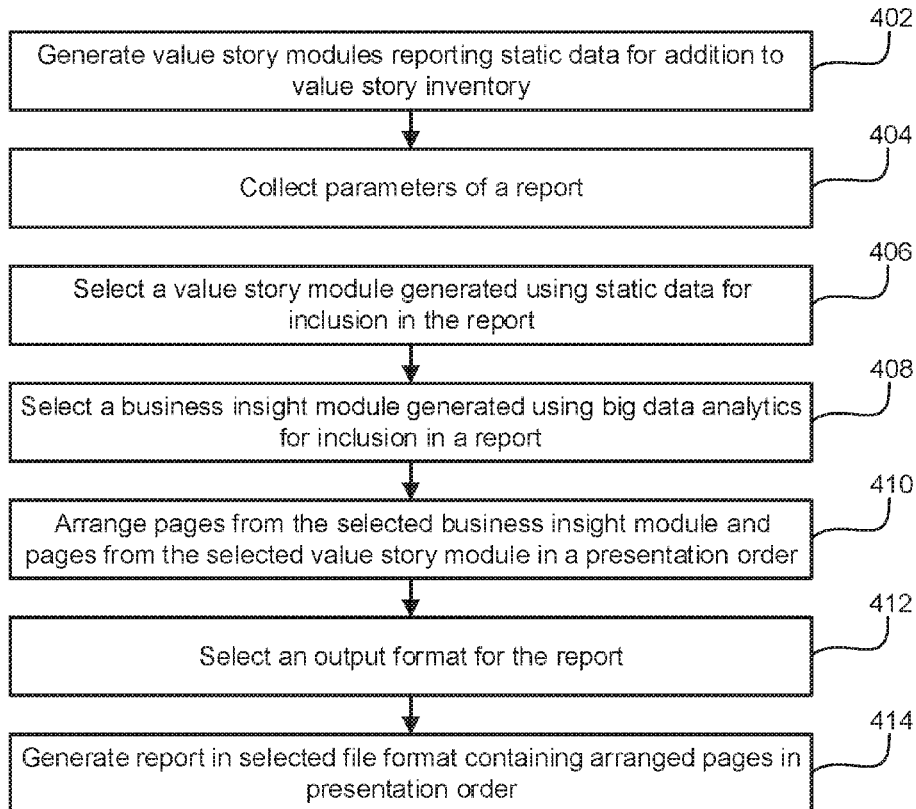 402
Generate value story modules reporting static data for addition to
value story inventory
404
Collect parameters of a report
406
Select a value story module generated using static data for
inclusion in the report
408
Select a business insight module generated using big data analytics
for inclusion in a report
410
Arrange pages from the selected business insight module and
pages from the selected value story module in a presentation order
412
Select an output format for the report
414
Generate report in selected file format containing arranged pages in
presentation order